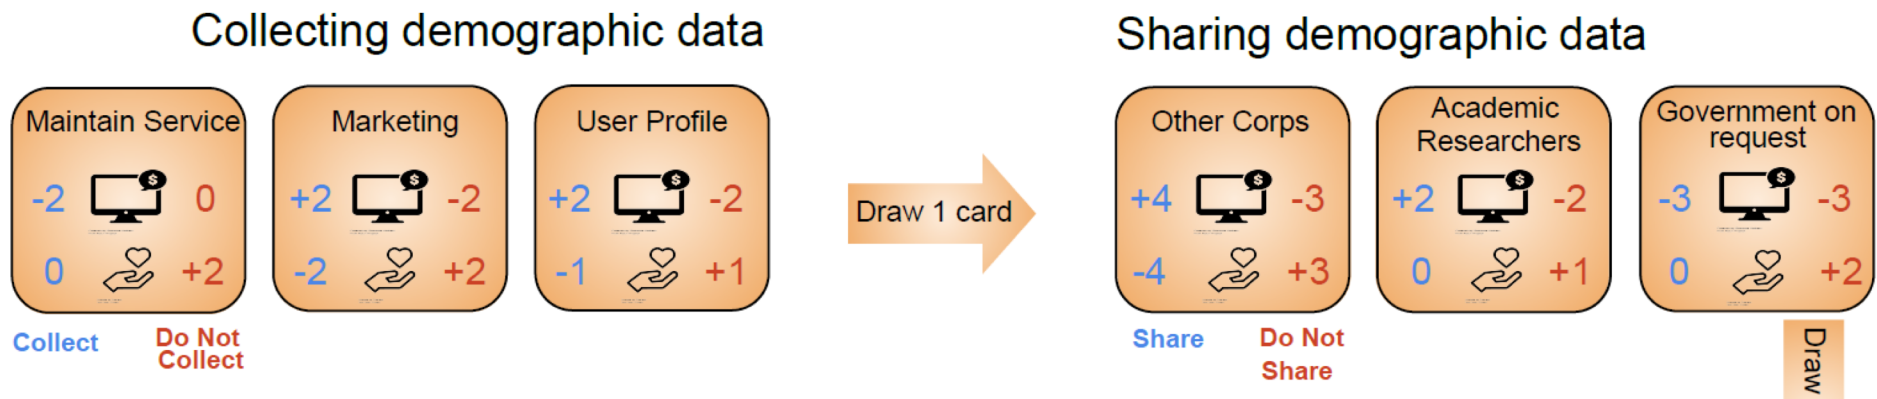 Collecting demographic data
Sharing demographic data
Maintain Service
-2
$
0
0
+2
Marketing
+2
$
-2
-2
+2
User Profile
+2
$
-2
-1
+1
Collect
Do Not
Collect
Draw 1 card
Other Corps
+4
$
-3
-4
+3
Academic
Researchers
+2
$
-2
0
+1
Government on
request
-3
$
-3
0
+2
Share
Do Not
Share
Draw